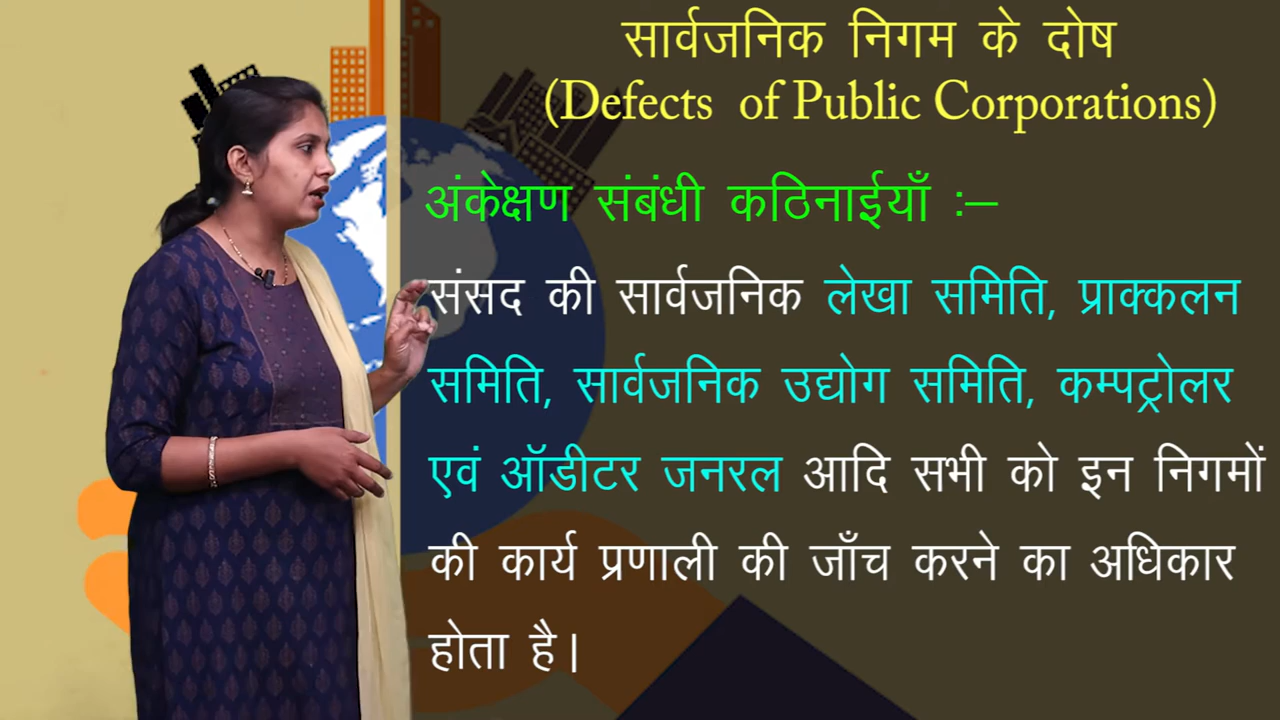 सार्वजनिक निगम के दोष
(Defects of Public Corporations)
अंकेक्षण संबंधी कठिनाईयाँ :–
संसद की सार्वजनिक लेखा समिति, प्राक्कलन
समिति, सार्वजनिक उद्योग समिति, कम्पट्रोलर
एवं ऑडीटर जनरल आदि सभी को इन निगमों
की कार्य प्रणाली की जाँच करने का अधिकार
होता है।